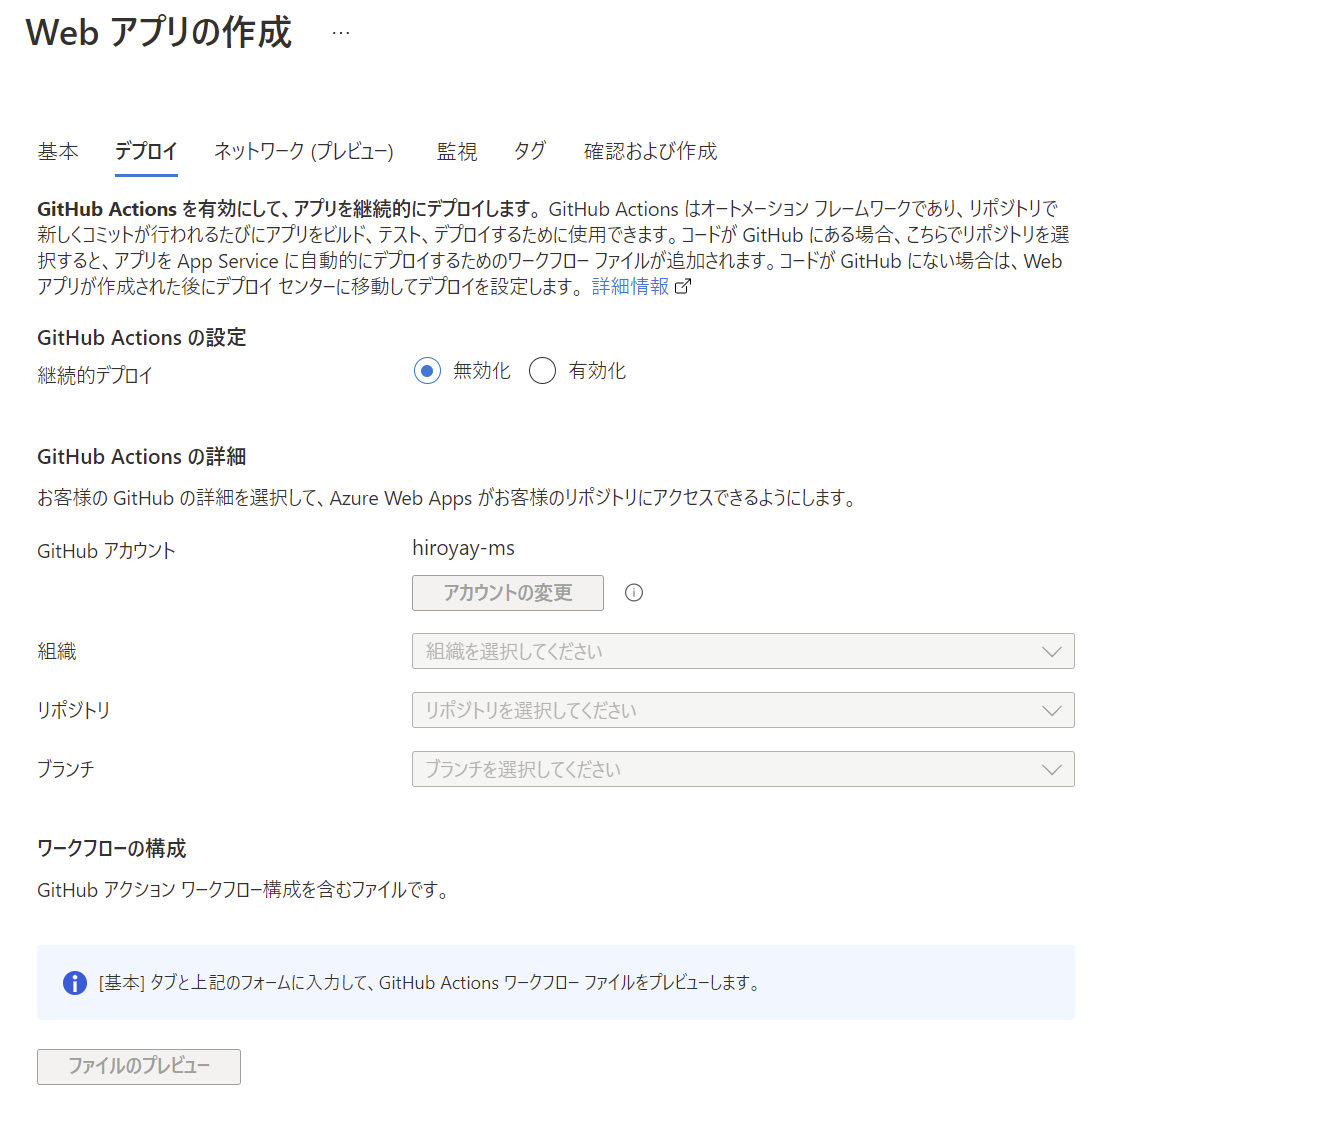 Web アプリの作成 …
基本 デプロイ ネットワーク (プレビュー) 監視 タグ 確認および作成
GitHub Actions を有効にして、アプリを継続的にデプロイします。 GitHub Actions はオートメーション フレームワークであり、リポジトリで
新しくコミットが行われるたびにアプリをビルド、テスト、デプロイするために使用できます。コードが GitHub にある場合、こちらでリポジトリを選
択すると、アプリを App Service に自動的にデプロイするためのワークフロー ファイルが追加されます。コードが GitHub にない場合は、Web
アプリが作成された後にデプロイ センターに移動してデプロイを設定します。 詳細情報
GitHub Actions の設定
継続的デプロイ 無効化 有効化
GitHub Actions の詳細
お客様の GitHub の詳細を選択して、Azure Web Apps がお客様のリポジトリにアクセスできるようにします。
GitHub アカウント hiroyay-ms
アカウントの変更
組織 組織を選択してください
リポジトリ リポジトリを選択してください
ブランチ ブランチを選択してください
ワークフローの構成
GitHub アクション ワークフロー構成を含むファイルです。
[基本] タブと上記のフォームに入力して、GitHub Actions ワークフロー ファイルをプレビューします。
ファイルのプレビュー